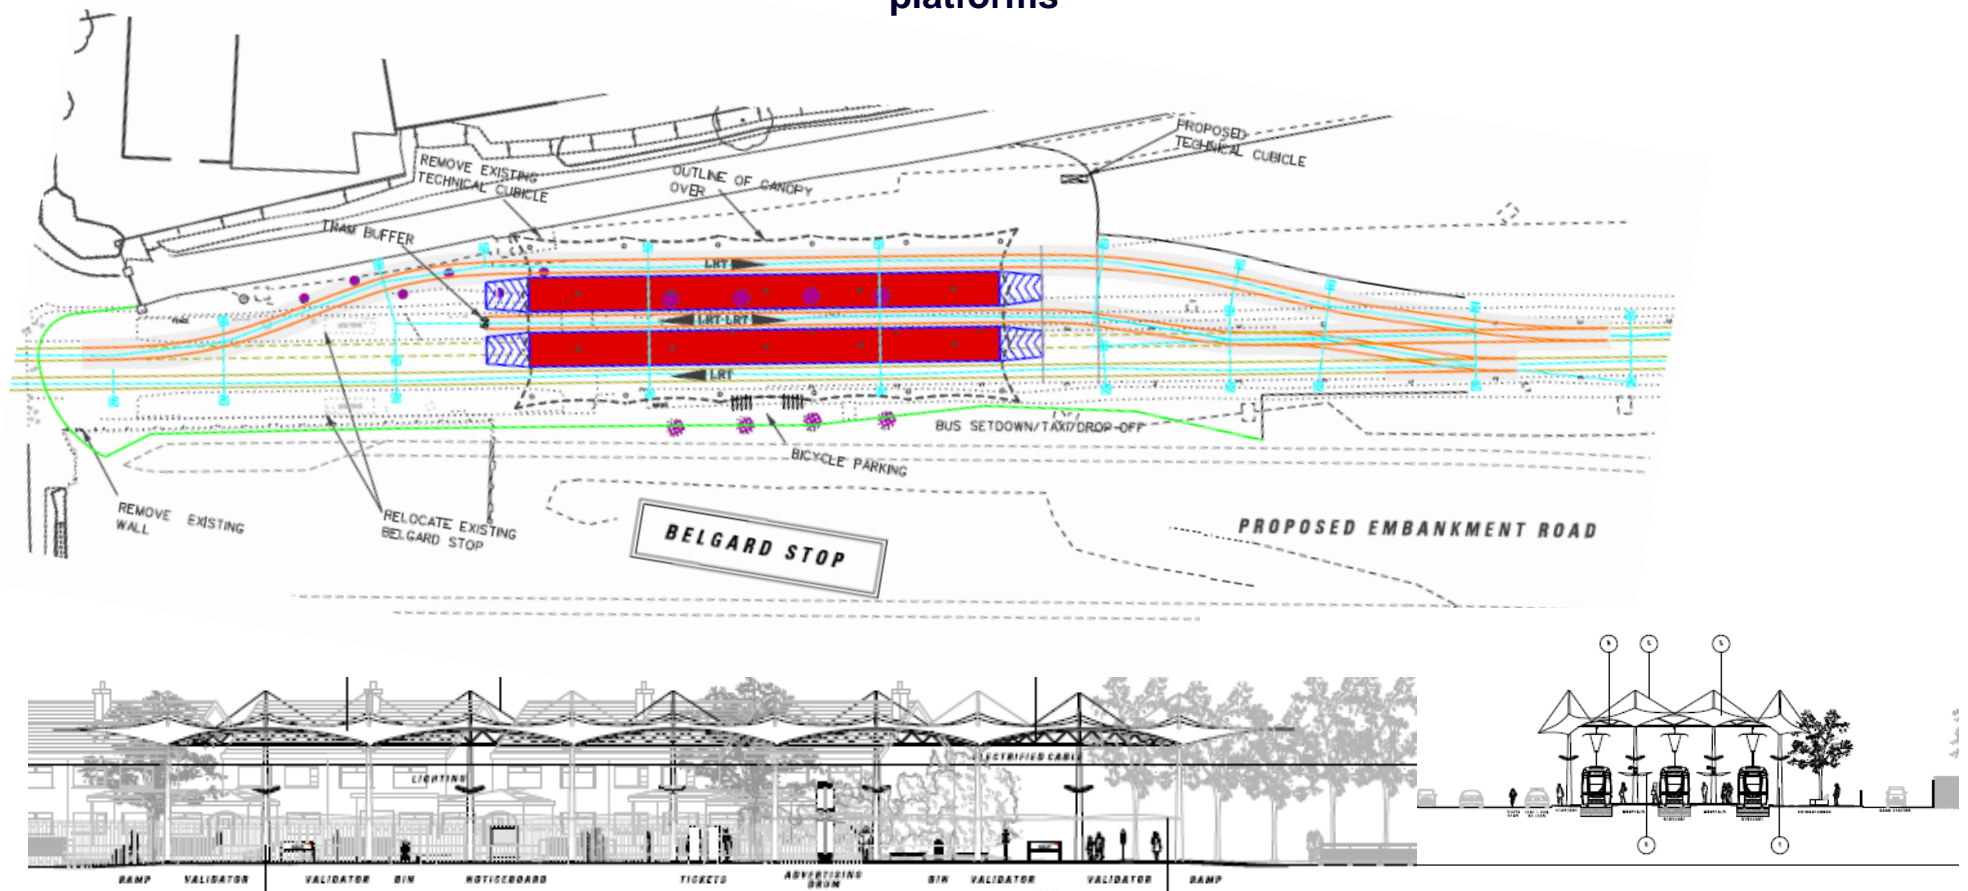 platforms
PROPOSED
TECHNICAL CUBICLE
REMOVE EXISTING
TECHNICAL CUBICLE
OUTLINE OF CANOPY
OVER
TRAM BUFFER
LRT
LRT LRT
LRT
BUS SETDOWN/TAXI/DROP-OFF
BICYCLE PARKING
REMOVE EXISTING
WALL
RELOCATE EXISTING
BELGARD STOP
BELGARD STOP
PROPOSED EMBANKMENT ROAD
ELECTRIFIED CABLE
LIGHTING
RAMP VALIDATOR VALIDATOR BIN NOTICEBOARD TICKETS ADVERTISING
DRUM BIN VALIDATOR VALIDATOR RAMP